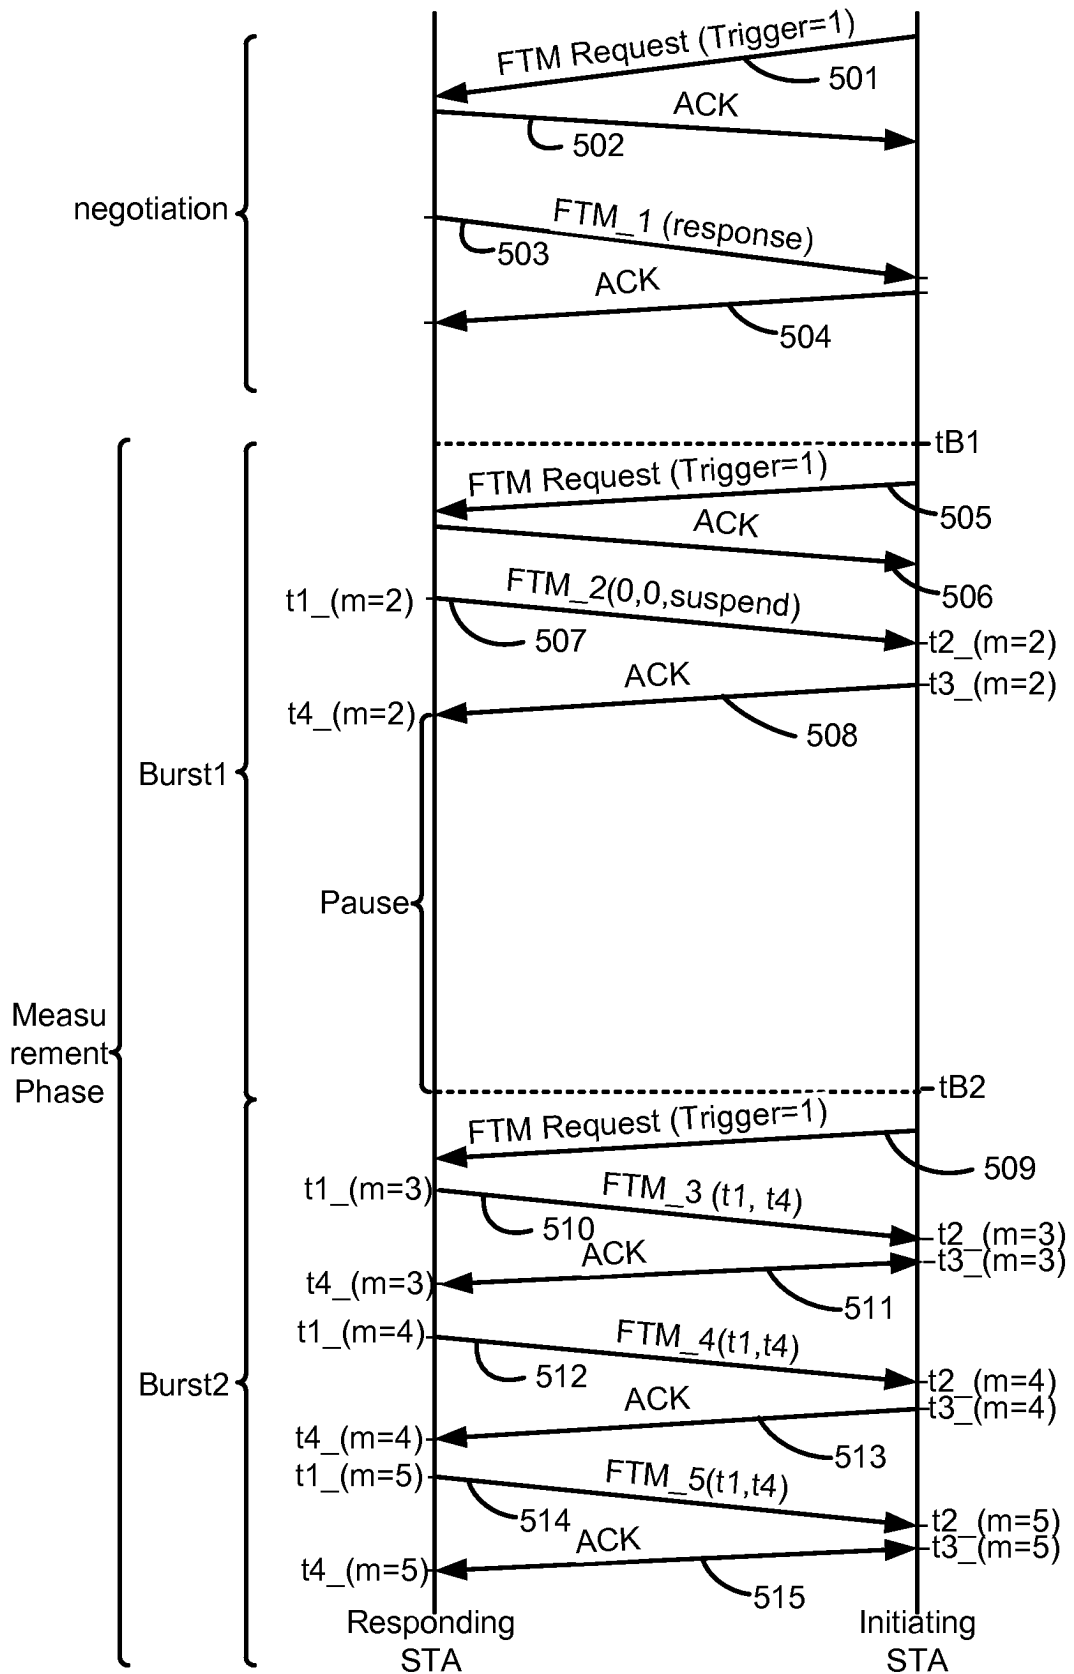 FTM Request (Trigger=1)
501
ACK
502
negotiation
FTM_1 (response)
503
ACK
504
tB1
FTM Request (Trigger=1)
505
ACK
506
t1_(m=2)
FTM_2(0,0,suspend)
507
t2_(m=2)
ACK
t3_(m=2)
t4_(m=2)
508
Burst1
Pause
Measu
rement
Phase
tB2
FTM Request (Trigger=1)
509
t1_(m=3)
FTM_3 (t1, t4)
510
t2_(m=3)
ACK
t3_(m=3)
t4_(m=3)
511
t1_(m=4)
FTM_4(t1,t4)
512
t2_(m=4)
Burst2
ACK
t3_(m=4)
t4_(m=4)
513
t1_(m=5)
FTM_5(t1,t4)
514
t2_(m=5)
ACK
t3_(m=5)
t4_(m=5)
515
Responding
STA
Initiating
STA